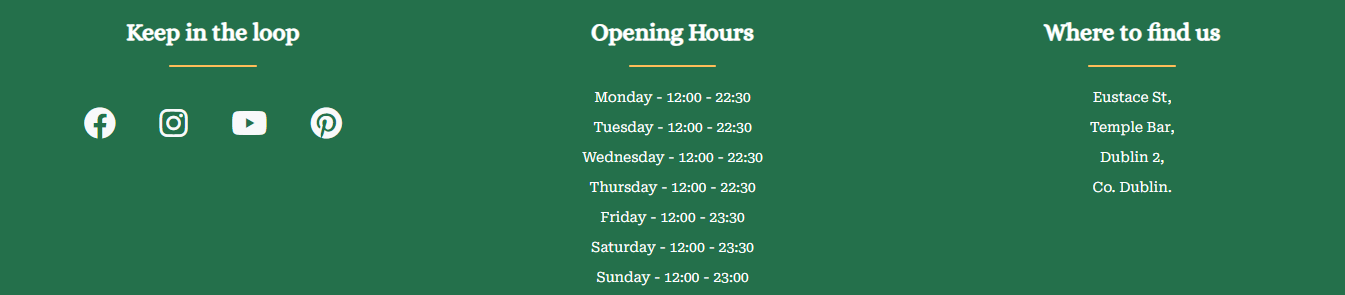 Keep in the loop
Opening Hours
Monday - 12:00 - 22:30
Tuesday - 12:00 - 22:30
Wednesday - 12:00 - 22:30
Thursday - 12:00 - 22:30
Friday - 12:00 - 23:30
Saturday - 12:00 - 23:30
Sunday - 12:00 - 23:00
Where to find us
Eustace St,
Temple Bar,
Dublin 2,
Co. Dublin.